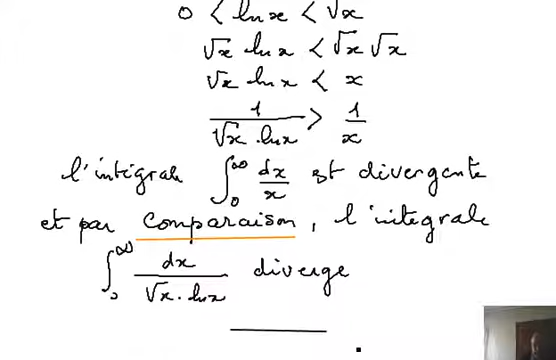 0 < ln x < √x
√x ln x < √x √x
√x ln x < x
1/(√x · ln x) > 1/x
l'intégrale ∫₀^∞ dx/x est divergente
et par comparaison, l'integrale
∫₀^∞ dx/(√x · ln x) diverge